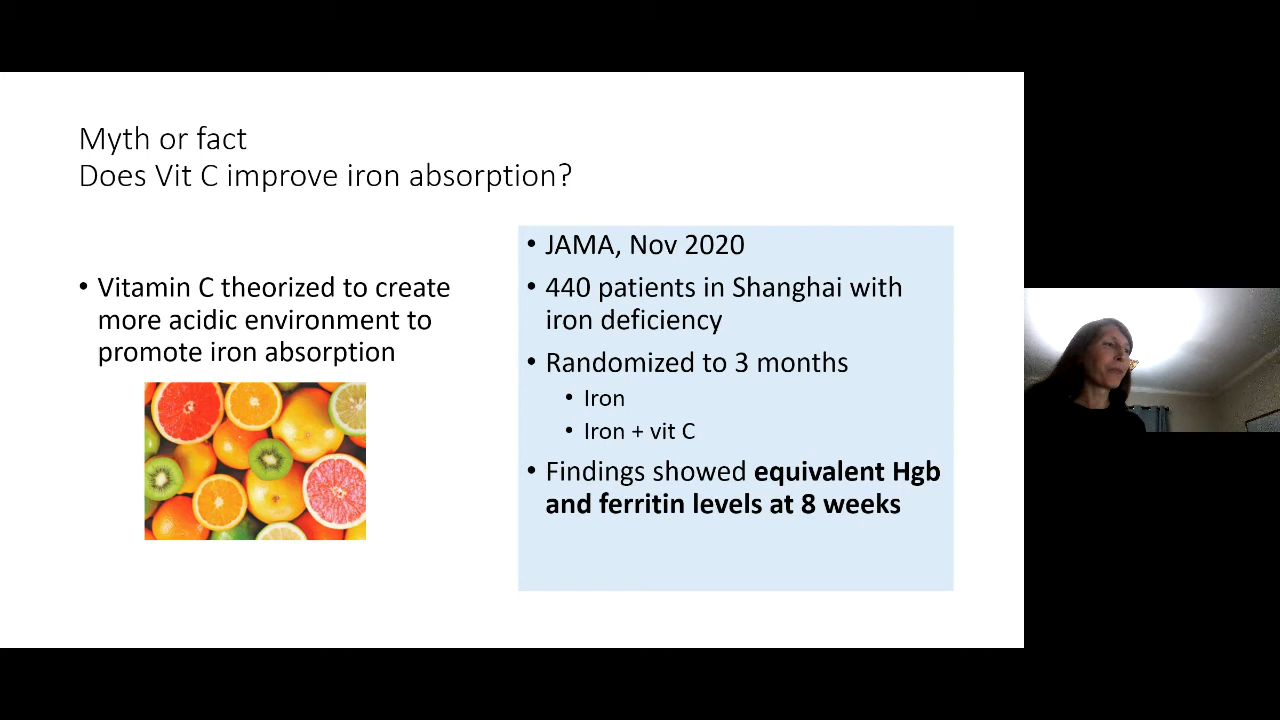 Myth or fact
Does Vit C improve iron absorption?
• Vitamin C theorized to create
more acidic environment to
promote iron absorption
• JAMA, Nov 2020
• 440 patients in Shanghai with
iron deficiency
• Randomized to 3 months
• Iron
• Iron + vit C
• Findings showed equivalent Hgb
and ferritin levels at 8 weeks